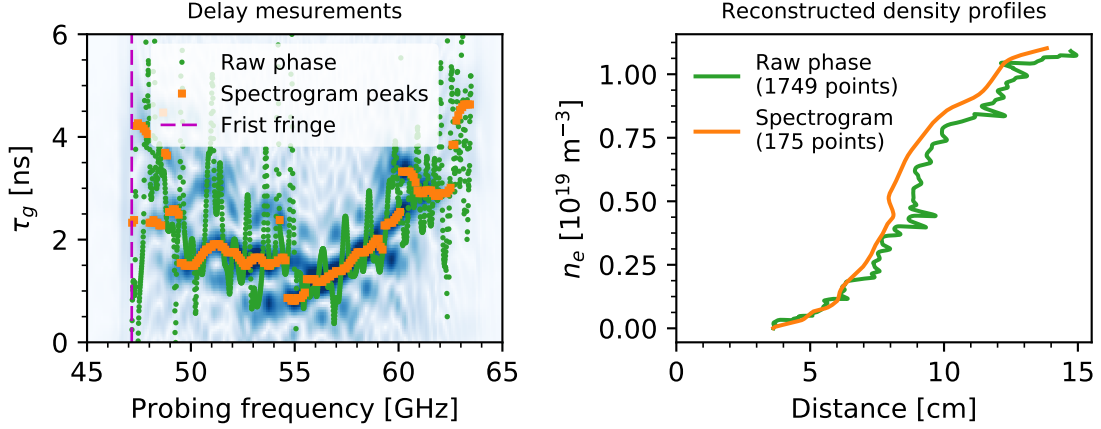 Delay mesurements
Raw phase
Spectrogram peaks
Frist fringe
6
4
2
0
τg [ns]
45 50 55 60 65
Probing frequency [GHz]
Reconstructed density profiles
Raw phase
(1749 points)
Spectrogram
(175 points)
1.00
0.75
0.50
0.25
0.00
ne [10^19 m^−3]
0 5 10 15
Distance [cm]